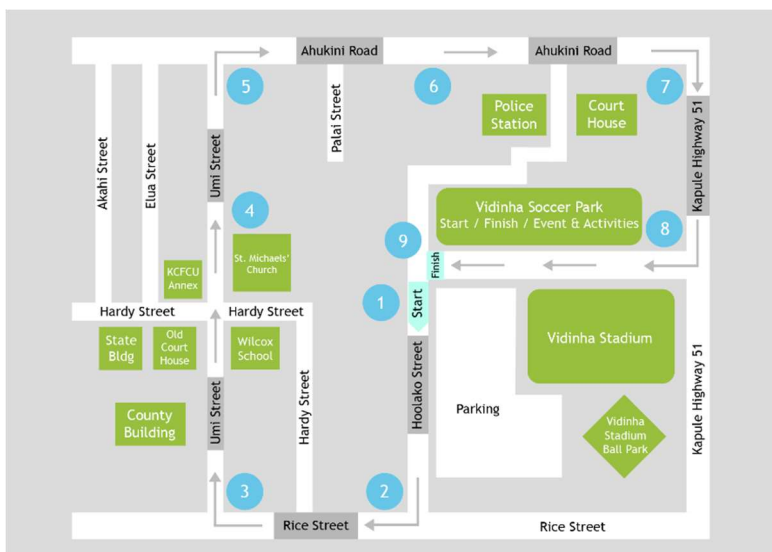 Ahukini Road
Ahukini Road
5
6
7
Police
Station
Court
House
Palai Street
Akahi Street
Elua Street
Umi Street
Kapule Highway 51
4
Vidinha Soccer Park
Start / Finish / Event & Activities
8
9
St. Michaels'
Church
KCFCU
Annex
Finish
1
Start
Hardy Street
Hardy Street
State
Bldg
Old
Court
House
Wilcox
School
Vidinha Stadium
Hoolako Street
Umi Street
Hardy Street
County
Building
Parking
Vidinha
Stadium
Ball Park
Kapule Highway 51
3
2
Rice Street
Rice Street